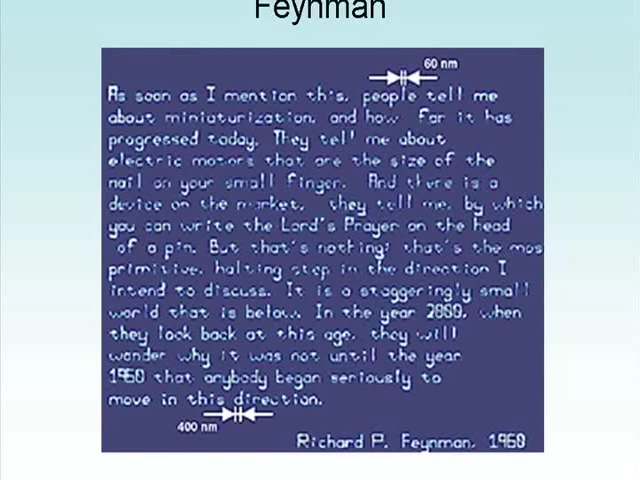 Feynman
60 nm
As soon as I mention this, people tell me
about miniaturization, and how far it has
progressed today. They tell me about
electric motors that are the size of the
nail on your small finger. And there is a
device on the market, they tell me, by which
you can write the Lord's Prayer on the head
of a pin. But that's nothing; that's the mos
primitive, halting step in the direction I
intend to discuss. It is a staggeringly small
world that is below. In the year 2000, when
they look back at this age, they will
wonder why it was not until the year
1960 that anybody began seriously to
move in this direction.
400 nm
Richard P. Feynman, 1960